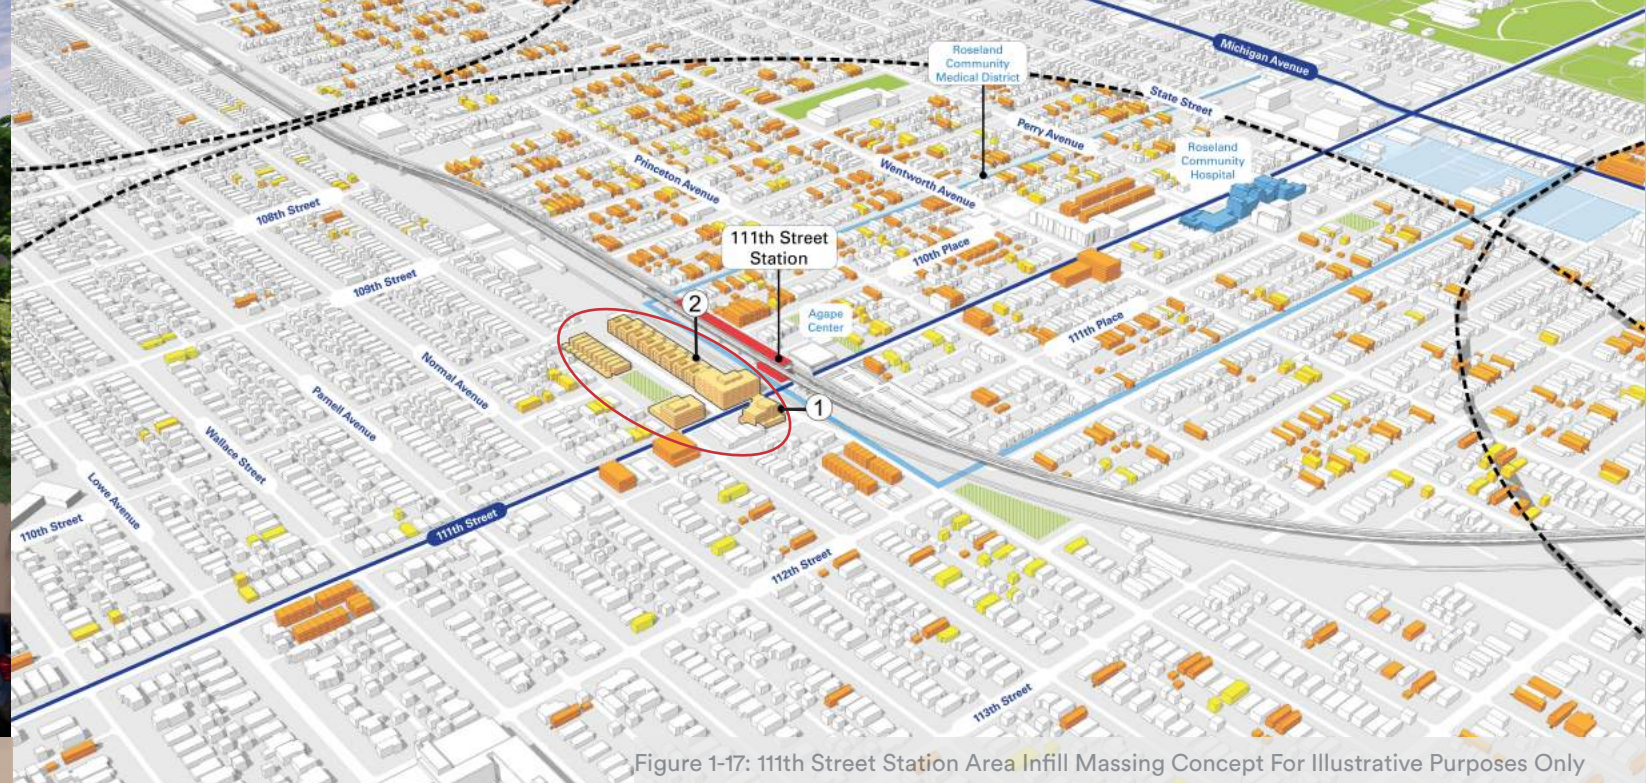 Michigan Avenue
Roseland
Community
Medical District
State Street
Perry Avenue
Roseland
Community
Hospital
Princeton Avenue
Wentworth Avenue
108th Street
111th Street
Station
110th Place
109th Street
2
Agape
Center
111th Place
Normal Avenue
1
Parnell Avenue
Wallace Street
Lowe Avenue
110th Street
111th Street
112th Street
113th Street
Figure 1-17: 111th Street Station Area Infill Massing Concept For Illustrative Purposes Only